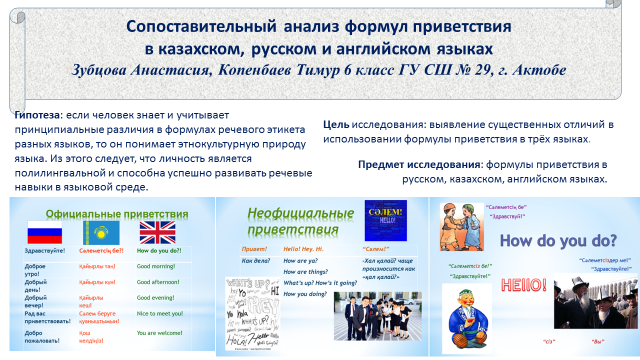 Сопоставительный анализ формул приветствия
в казахском, русском и английском языках
Зубцова Анастасия, Копенбаев Тимур 6 класс ГУ СШ № 29, г. Актобе
Гипотеза: если человек знает и учитывает
принципиальные различия в формулах речевого этикета
разных языков, то он понимает этнокультурную природу
языка. Из этого следует, что личность является
полилингвальной и способна успешно развивать речевые
навыки в языковой среде.
Цель исследования: выявление существенных отличий в
использовании формулы приветствия в трёх языках.
Предмет исследования: формулы приветствия в
русском, казахском, английском языках.
Официальные приветствия
Здравствуйте! Сәлеметсің бе?! How do you do?!
Доброе утро! Қайырлы таң! Good morning!
Добрый день! Қайырлы күн! Good afternoon!
Добрый вечер! Қайырлы кеш! Good evening!
Рад вас приветствовать! Сәлем беруге қуаныштымын! Nice to meet you!
Добро пожаловать! Қош келдіңіз! You are welcome!
Неофициальные
приветствия
СӘЛЕМ!
HELLO!
Привет! Hello! Hey. Hi. "Сәлем!"
Как дела? How are ya? -Хал қалай? чаще
How are things? произносится как
What's up? How's it going? «қал қалай?»
How you doing?
WHAT'S UP?
"Сәлеметсің бе"
"Здравствуй!"
How do you do?
"Сәлеметсіз бе!"
"Здравствуйте!"
HEllO!
"Сәлеметсіздер ме!"
"Здравствуйте!"
"сіз" "Вы"